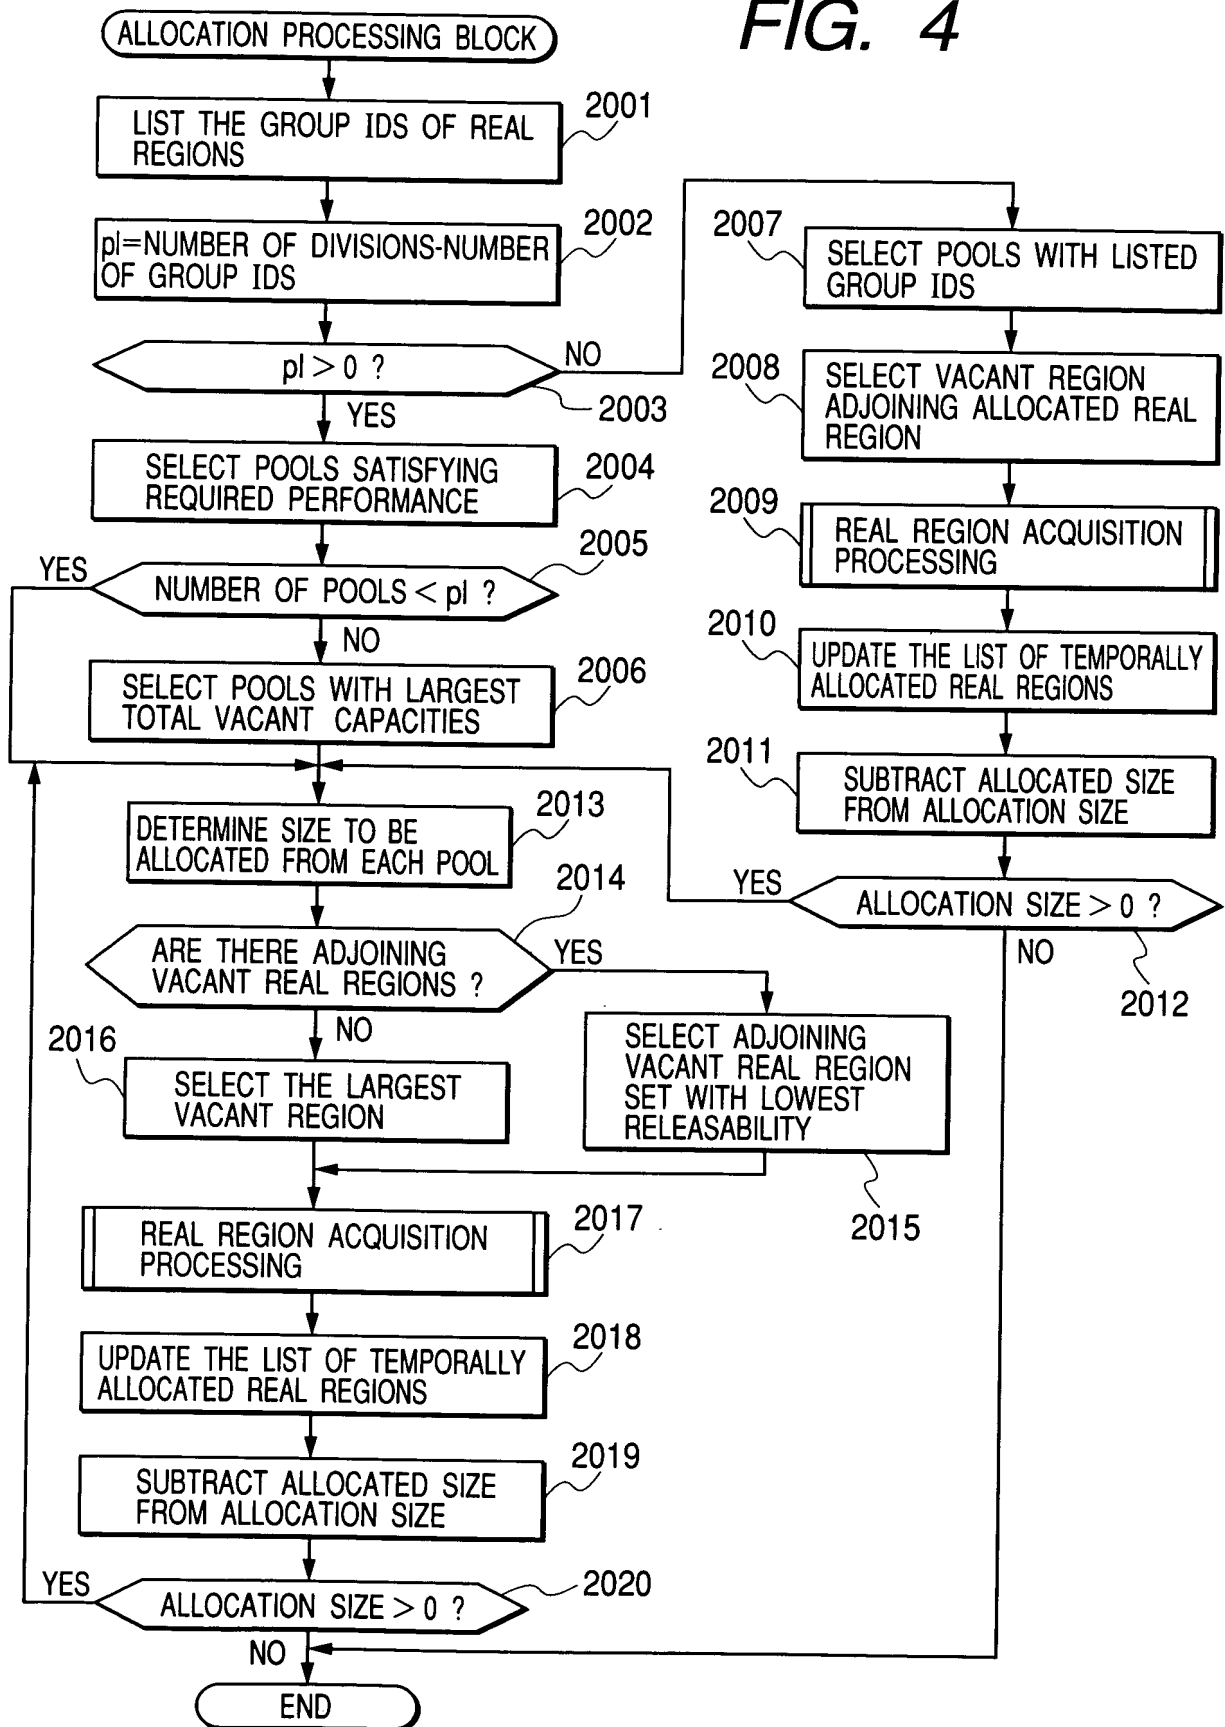 FIG. 4
ALLOCATION PROCESSING BLOCK
LIST THE GROUP IDS OF REAL
REGIONS
2001
pl=NUMBER OF DIVISIONS-NUMBER
OF GROUP IDS
2002
pl > 0 ?
NO
2003
YES
SELECT POOLS SATISFYING
REQUIRED PERFORMANCE
2004
NUMBER OF POOLS < pl ?
2005
YES
NO
SELECT POOLS WITH LARGEST
TOTAL VACANT CAPACITIES
2006
2007
SELECT POOLS WITH LISTED
GROUP IDS
2008
SELECT VACANT REGION
ADJOINING ALLOCATED REAL
REGION
2009
REAL REGION ACQUISITION
PROCESSING
2010
UPDATE THE LIST OF TEMPORALLY
ALLOCATED REAL REGIONS
2011
SUBTRACT ALLOCATED SIZE
FROM ALLOCATION SIZE
YES
ALLOCATION SIZE > 0 ?
NO
2012
DETERMINE SIZE TO BE
ALLOCATED FROM EACH POOL
2013
2014
ARE THERE ADJOINING
VACANT REAL REGIONS ?
YES
NO
2016
SELECT THE LARGEST
VACANT REGION
SELECT ADJOINING
VACANT REAL REGION
SET WITH LOWEST
RELEASABILITY
2015
REAL REGION ACQUISITION
PROCESSING
2017
UPDATE THE LIST OF TEMPORALLY
ALLOCATED REAL REGIONS
2018
SUBTRACT ALLOCATED SIZE
FROM ALLOCATION SIZE
2019
YES
ALLOCATION SIZE > 0 ?
2020
NO
END